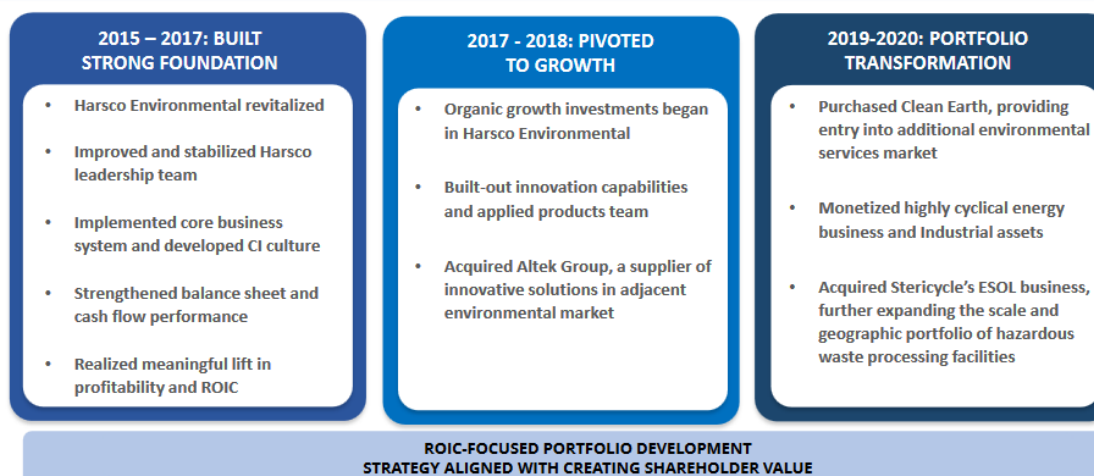 2015 – 2017: BUILT
STRONG FOUNDATION
• Harsco Environmental revitalized
• Improved and stabilized Harsco
leadership team
• Implemented core business
system and developed CI culture
• Strengthened balance sheet and
cash flow performance
• Realized meaningful lift in
profitability and ROIC
2017 - 2018: PIVOTED
TO GROWTH
• Organic growth investments began
in Harsco Environmental
• Built-out innovation capabilities
and applied products team
• Acquired Altek Group, a supplier of
innovative solutions in adjacent
environmental market
2019-2020: PORTFOLIO
TRANSFORMATION
• Purchased Clean Earth, providing
entry into additional environmental
services market
• Monetized highly cyclical energy
business and Industrial assets
• Acquired Stericycle’s ESOL business,
further expanding the scale and
geographic portfolio of hazardous
waste processing facilities
ROIC-FOCUSED PORTFOLIO DEVELOPMENT
STRATEGY ALIGNED WITH CREATING SHAREHOLDER VALUE